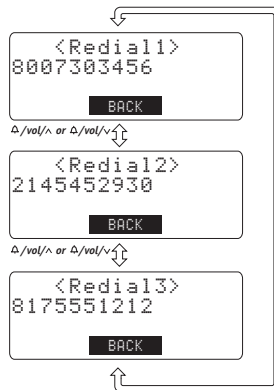 <Redial1>
8007303456
BACK
/vol/∧ or /vol/∨
<Redial2>
2145452930
BACK
/vol/∧ or /vol/∨
<Redial3>
8175551212
BACK